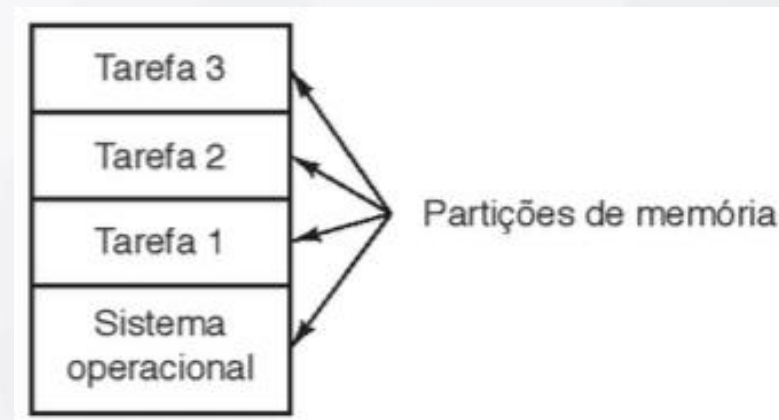 Tarefa 3
Tarefa 2
Tarefa 1
Sistema
operacional
Partições de memória